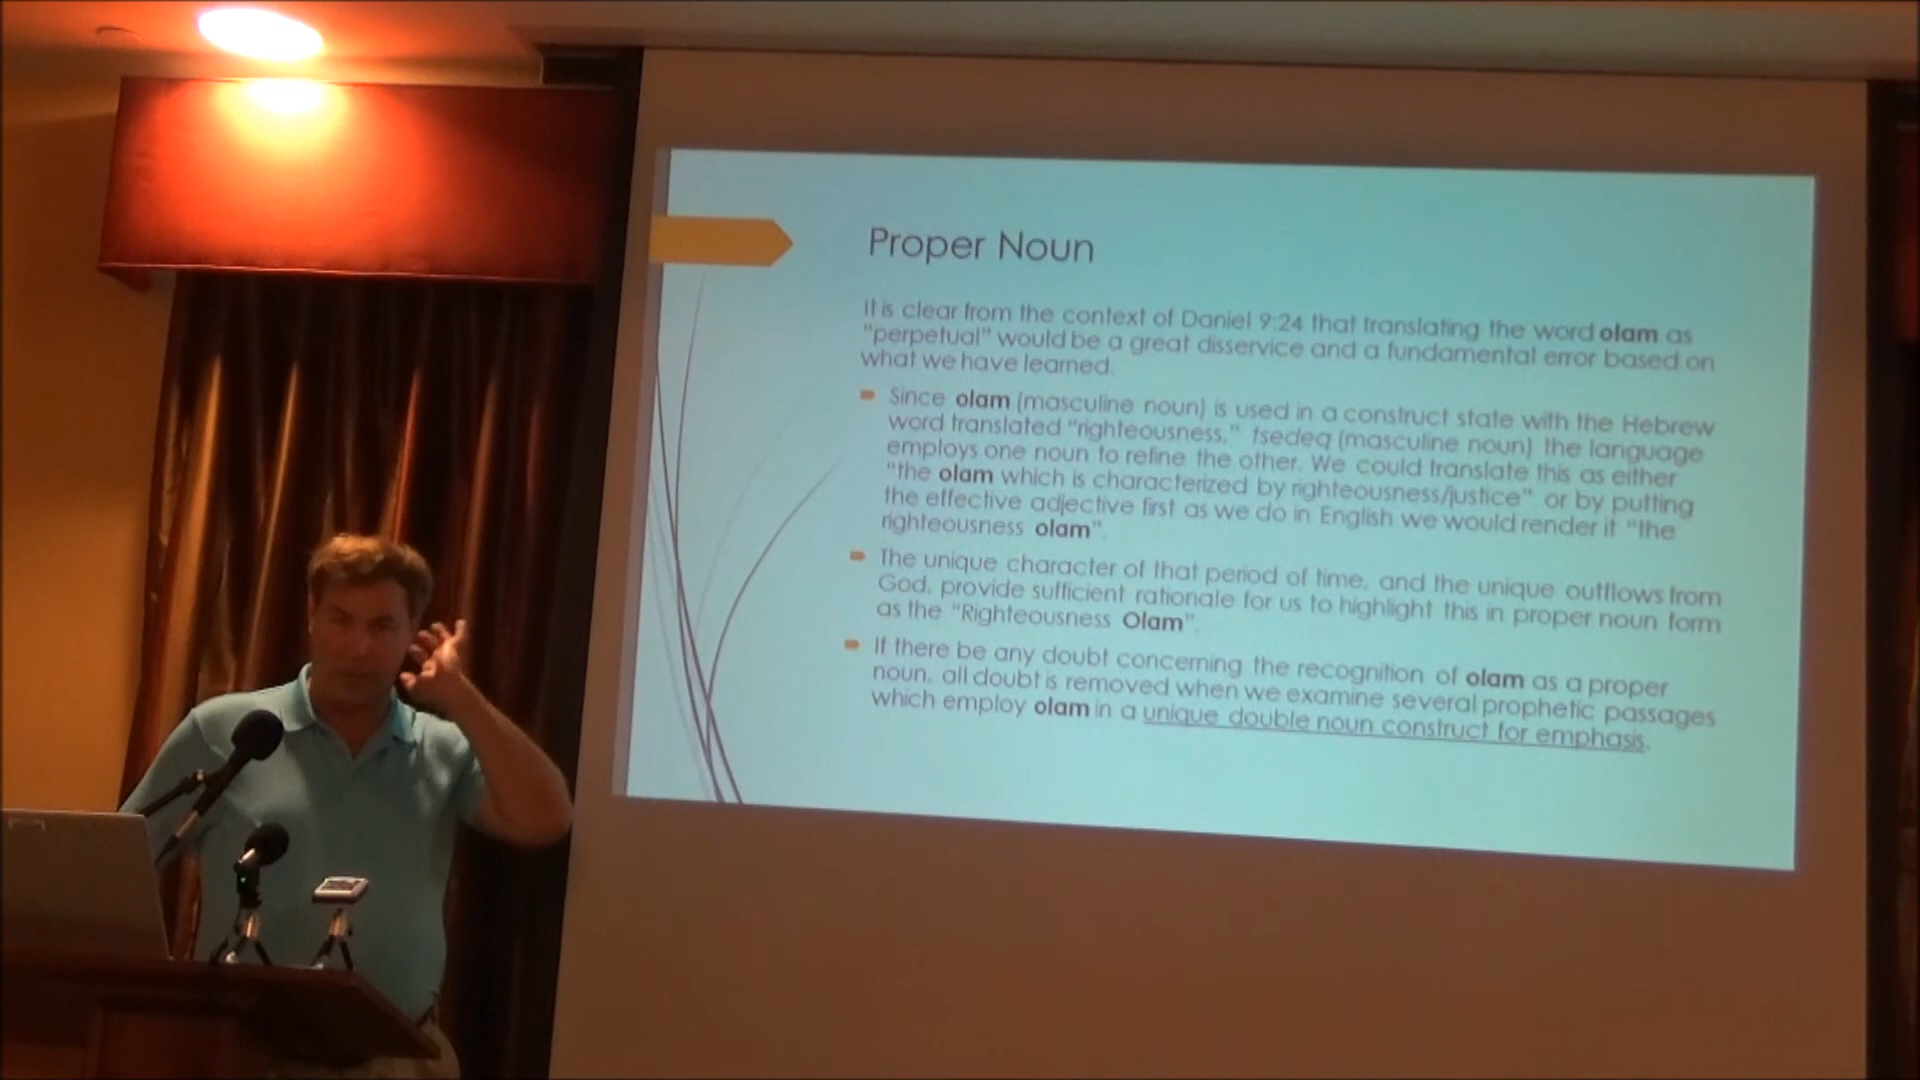 Proper Noun
It is clear from the context of Daniel 9:24 that translating the word olam as
"perpetual" would be a great disservice and a fundamental error based on
what we have learned.
Since olam (masculine noun) is used in a construct state with the Hebrew
word translated "righteousness," tsedeq (masculine noun) the language
employs one noun to refine the other. We could translate this as either
"the olam which is characterized by righteousness/justice" or by putting
the effective adjective first as we do in English we would render it "the
righteousness olam".
The unique character of that period of time, and the unique outflows from
God, provide sufficient rationale for us to highlight this in proper noun form
as the "Righteousness Olam".
If there be any doubt concerning the recognition of olam as a proper
noun, all doubt is removed when we examine several prophetic passages
which employ olam in a unique double noun construct for emphasis.